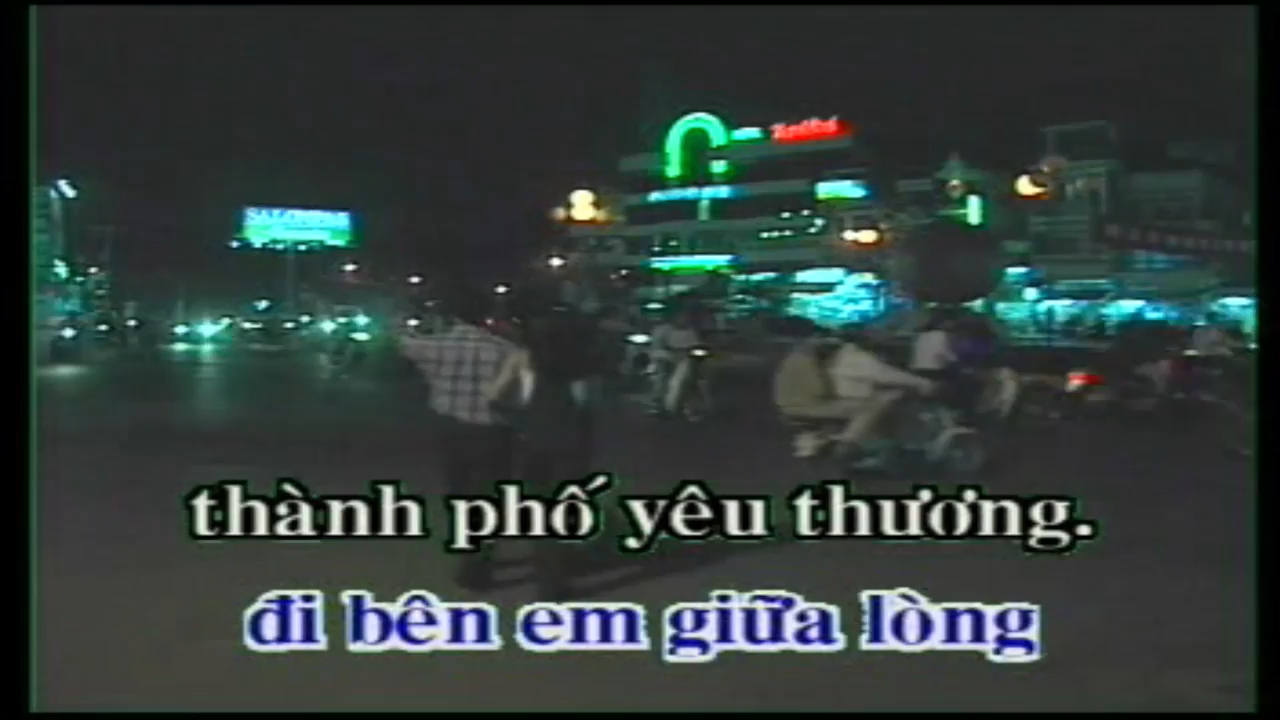 thành phố yêu thương.
đi bên em giữa lòng